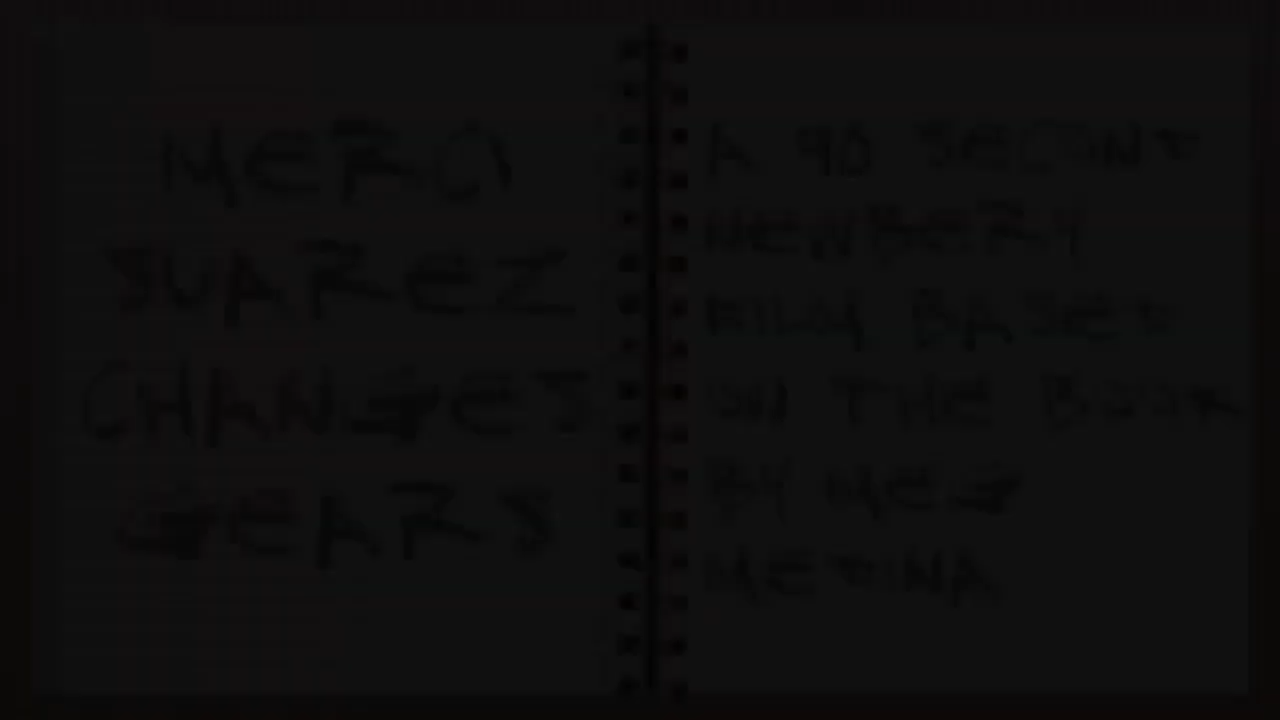 MERCI
SUAREZ
CHANGES
GEARS
A 90 SECOND
NEWBERY
FILM BASED
ON THE BOOK
BY MEG
MEDINA